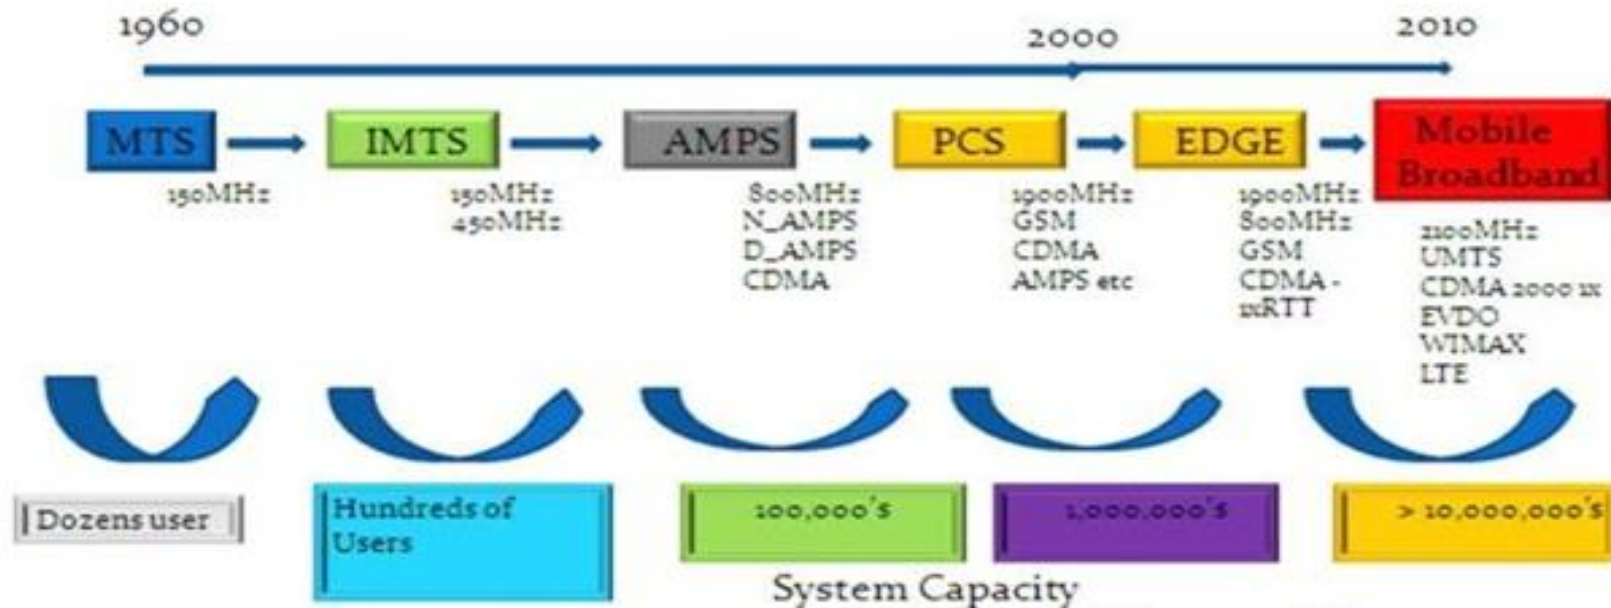 1960
2000
2010
MTS
IMTS
AMPS
PCS
EDGE
Mobile
Broadband
150MHz
150MHz
450MHz
800MHz
N_AMPS
D_AMPS
CDMA
1900MHz
GSM
CDMA
AMPS etc
1900MHz
800MHz
GSM
CDMA -
1xRTT
2100MHz
UMTS
CDMA 2000 1x
EVDO
WIMAX
LTE
Dozens user
Hundreds of
Users
100,000's
1,000,000's
> 10,000,000's
System Capacity